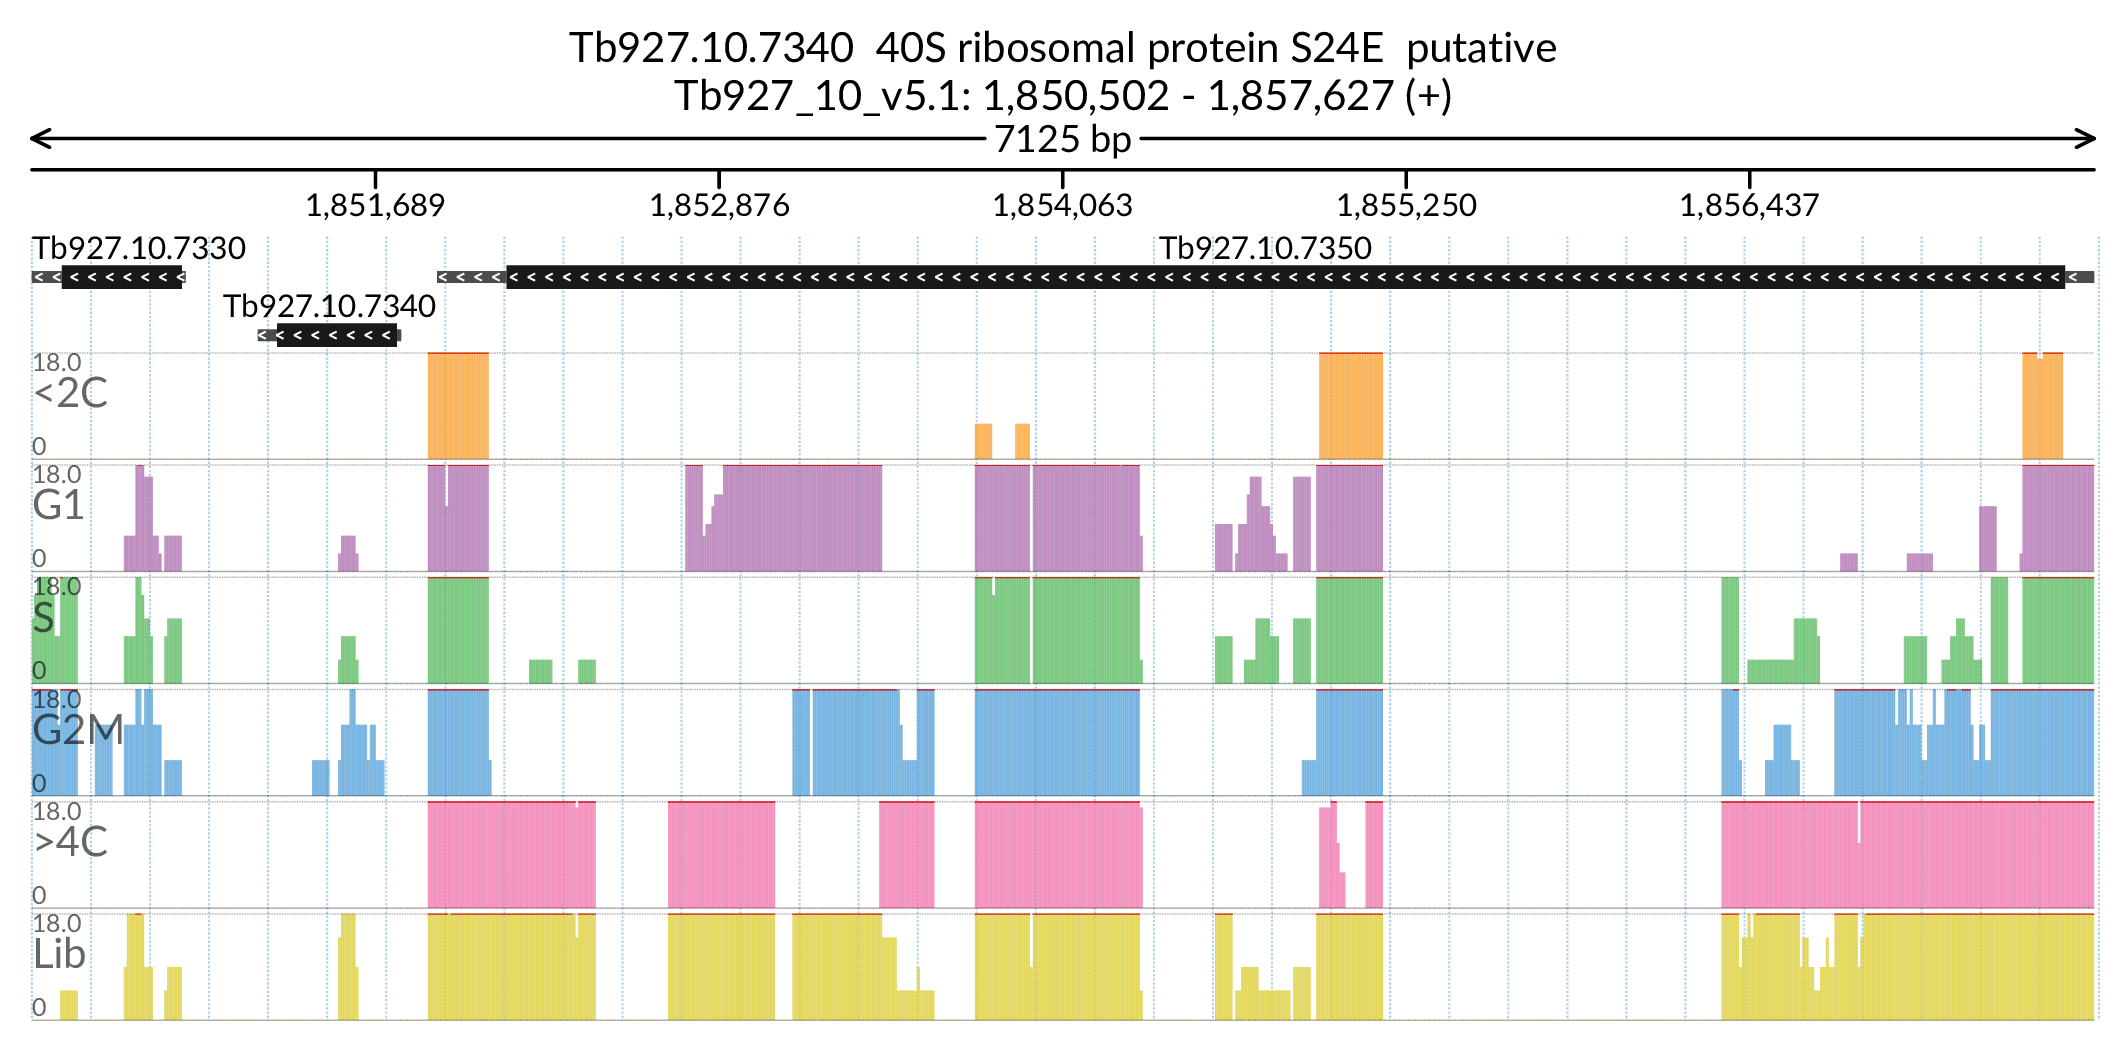 Tb927.10.7340  40S ribosomal protein S24E  putative
Tb927_10_v5.1: 1,850,502 - 1,857,627 (+)
7125 bp
1,851,689 1,852,876 1,854,063 1,855,250 1,856,437
Tb927.10.7330 Tb927.10.7350
Tb927.10.7340
18.0
<2C
0
18.0
G1
0
18.0
S
0
18.0
G2M
0
18.0
>4C
0
18.0
Lib
0